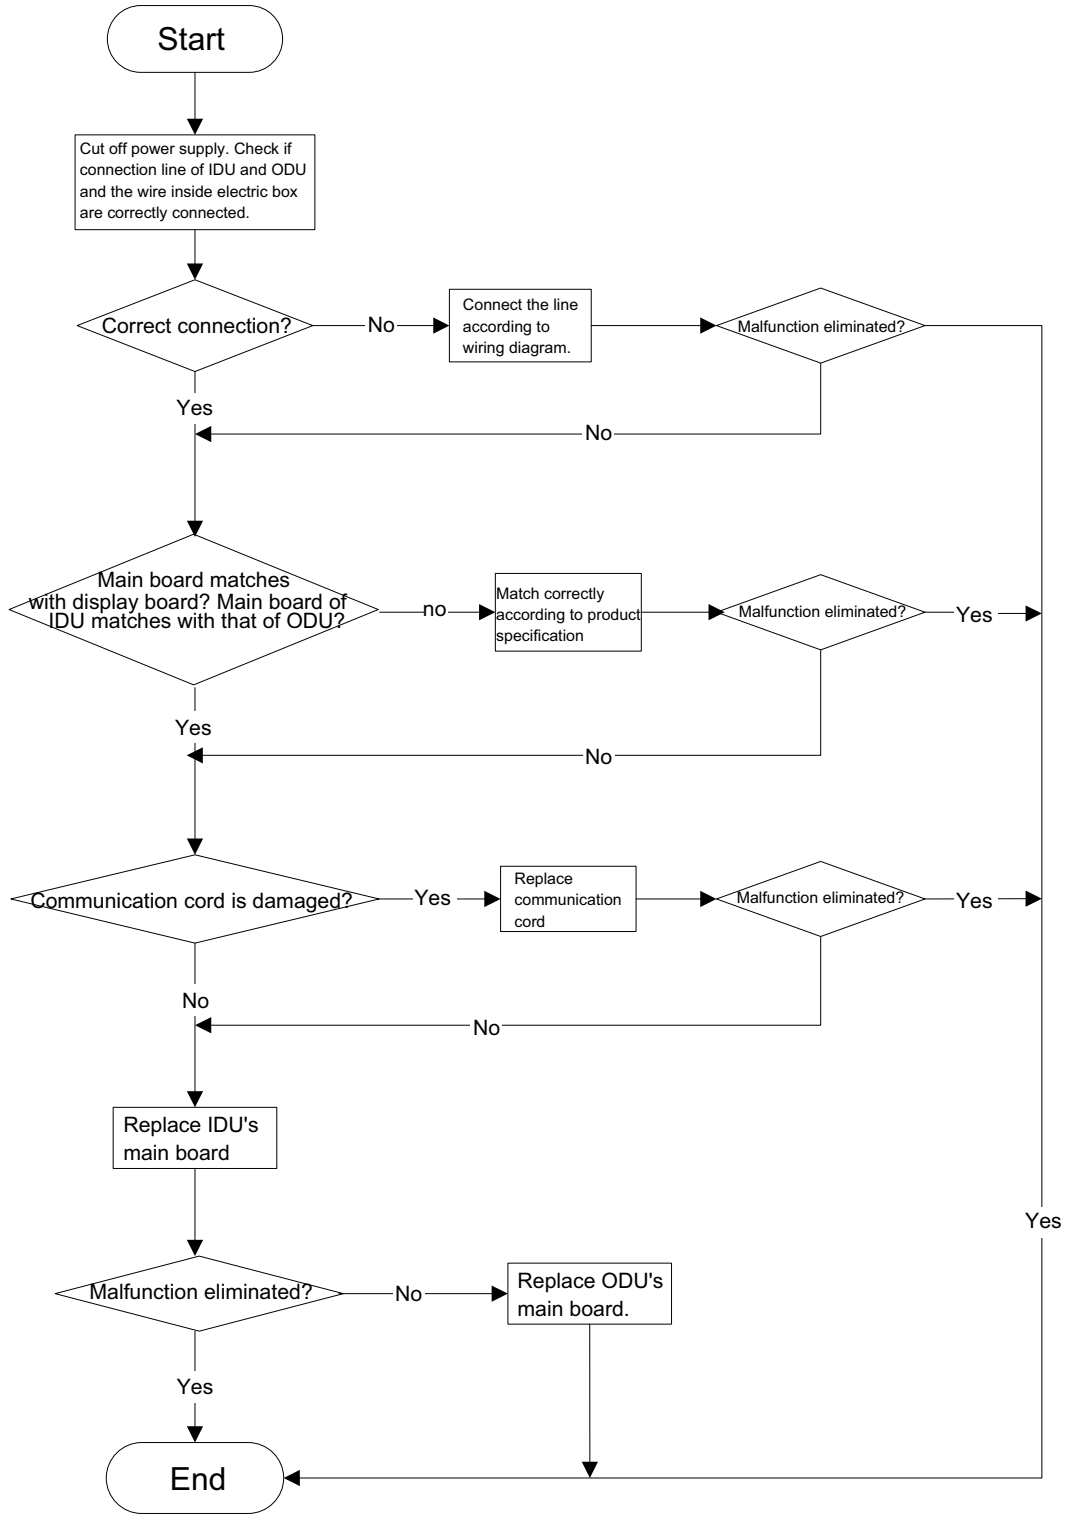 Start
Cut off power supply. Check if
connection line of IDU and ODU
and the wire inside electric box
are correctly connected.
Correct connection?
No
Connect the line
according to
wiring diagram.
Malfunction eliminated?
Yes
No
Main board matches
with display board? Main board of
IDU matches with that of ODU?
no
Match correctly
according to product
specification
Malfunction eliminated?
Yes
Yes
No
Communication cord is damaged?
Yes
Replace
communication
cord
Malfunction eliminated?
Yes
No
No
Replace IDU's
main board
Yes
Malfunction eliminated?
No
Replace ODU's
main board.
Yes
End